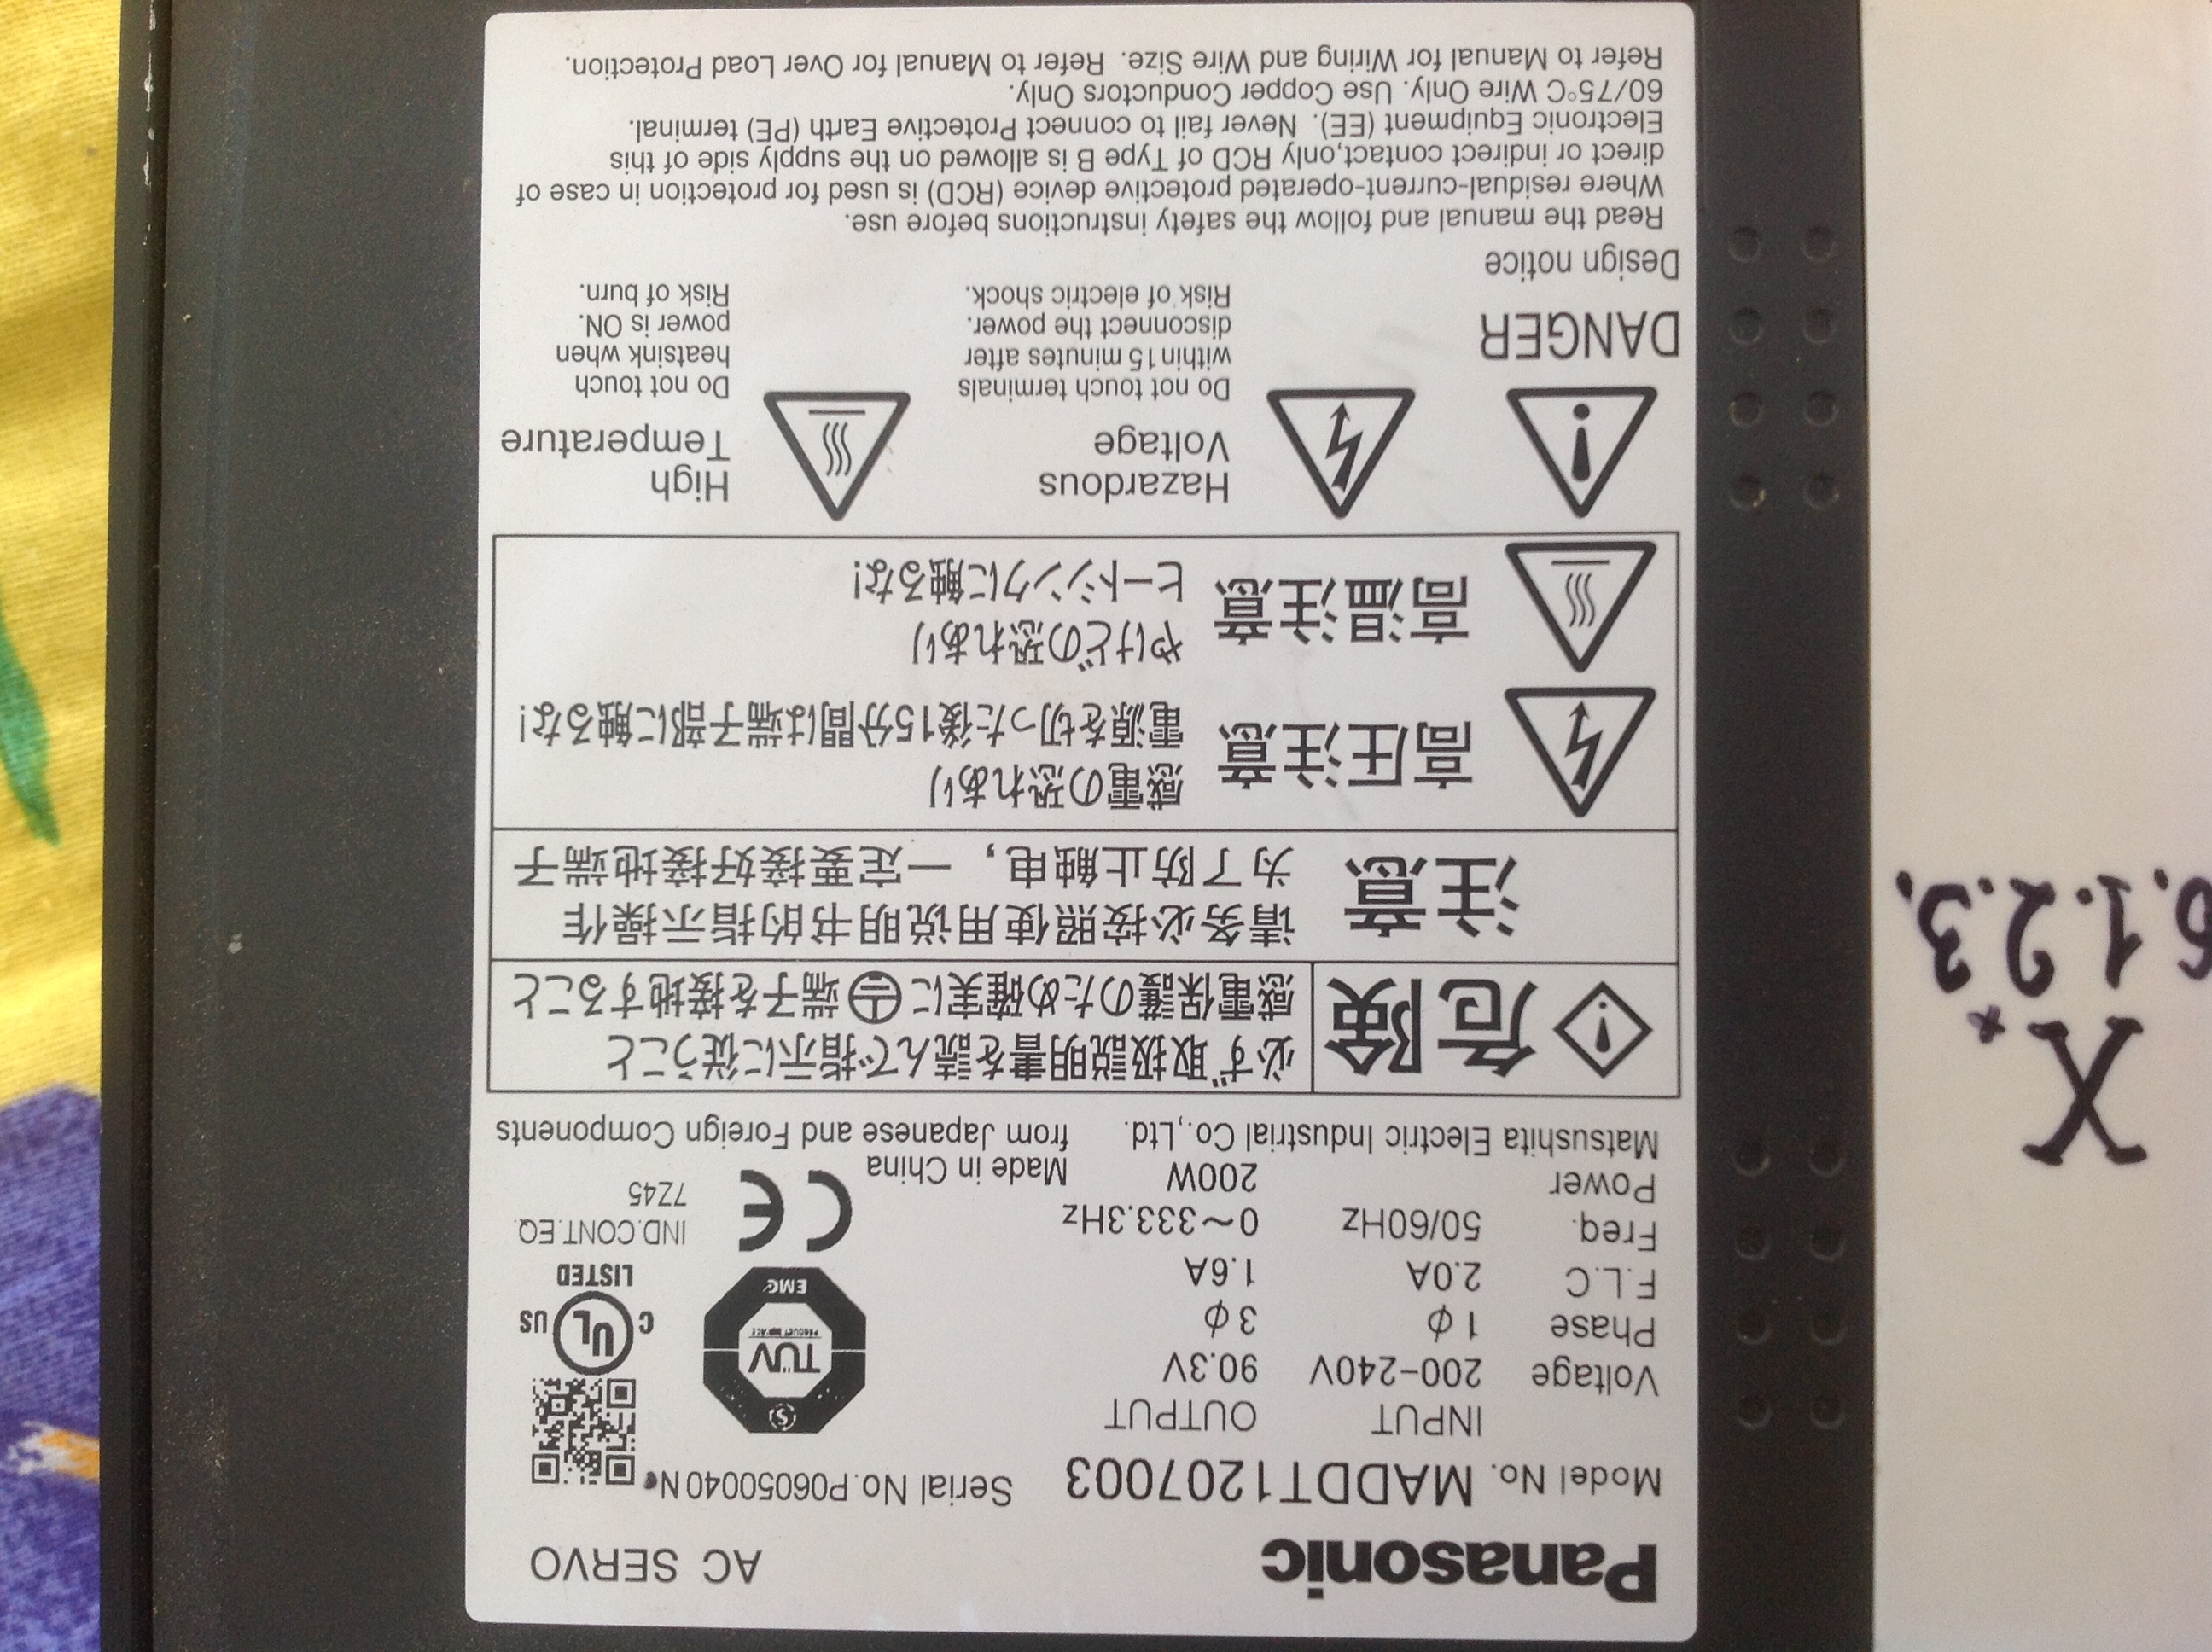 Panasonic AC SERVO
Model No. MADDT1207003 Serial No.P06050040N
INPUT OUTPUT
Voltage 200-240V 90.3V
Phase 1φ 3φ
F.L.C 2.0A 1.6A
Freq. 50/60Hz 0~333.3Hz
Power 200W
TÜV
EMC
C UL US
LISTED
IND.CONT.EQ.
7Z45
CE
Made in China
Matsushita Electric Industrial Co.,Ltd. from Japanese and Foreign Components
危険
必ず取扱説明書を読んで指示に従うこと
感電保護のため確実に⏚端子を接地すること
注意
请务必按照使用说明书的指示操作
为了防止触电，一定要接好接地端子
高圧注意
感電の恐れあり
電源を切った後15分間は端子部に触るな!
高温注意
やけどの恐れあり
ヒートシンクに触るな!
DANGER
Hazardous
Voltage
Do not touch terminals
within 15 minutes after
disconnect the power.
Risk of electric shock.
High
Temperature
Do not touch
heatsink when
power is ON.
Risk of burn.
Design notice
Read the manual and follow the safety instructions before use.
Where residual-current-operated protective device (RCD) is used for protection in case of
direct or indirect contact,only RCD of Type B is allowed on the supply side of this
Electronic Equipment (EE). Never fail to connect Protective Earth (PE) terminal.
60/75°C Wire Only. Use Copper Conductors Only.
Refer to Manual for Wiring and Wire Size. Refer to Manual for Over Load Protection.
X+
1.2.3.